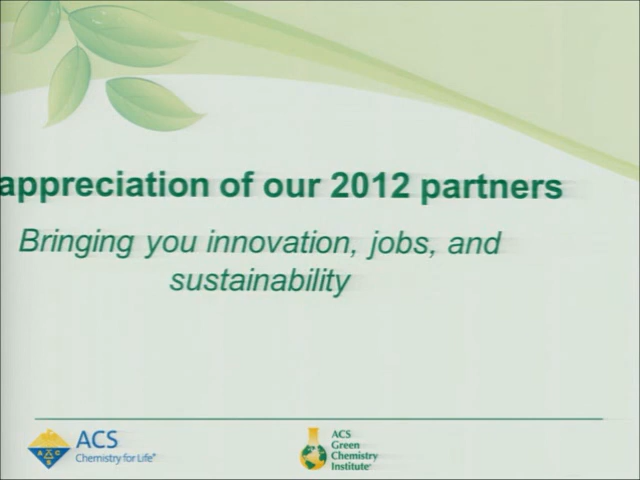 appreciation of our 2012 partners
Bringing you innovation, jobs, and
sustainability
ACS
Chemistry for Life®
ACS
Green
Chemistry
Institute®